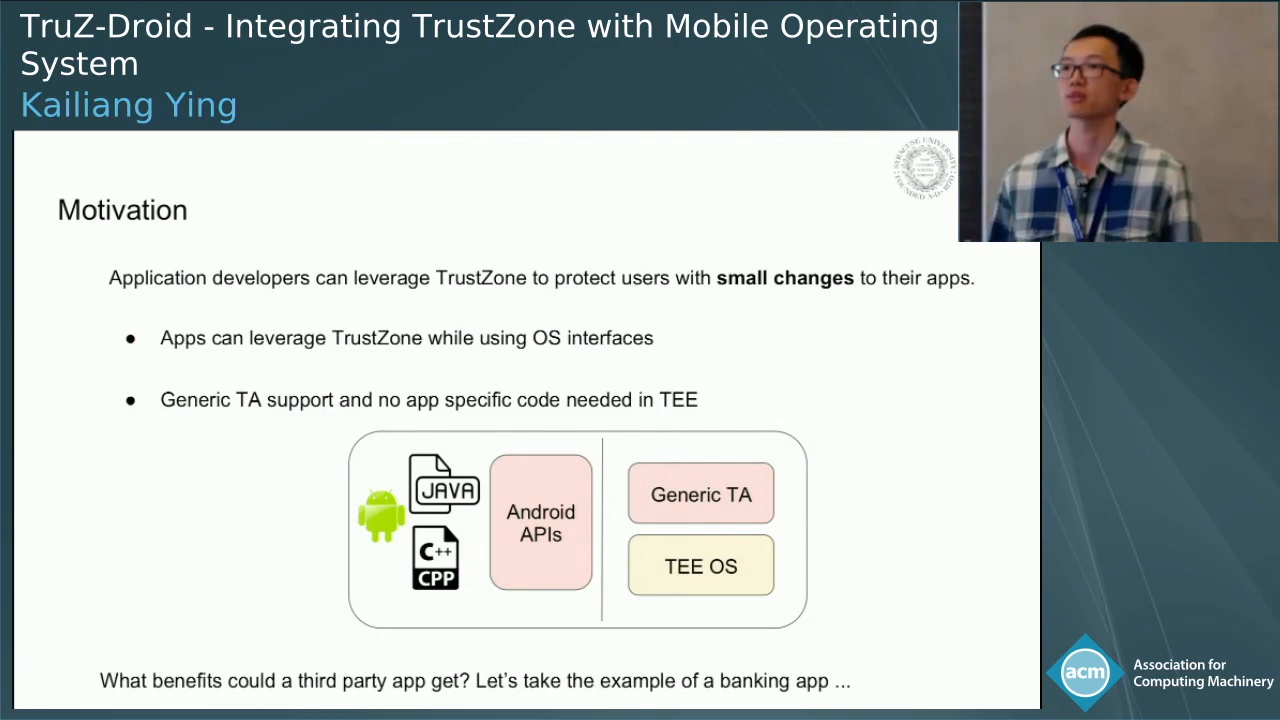 TruZ-Droid - Integrating TrustZone with Mobile Operating
System
Kailiang Ying
SYRACUSE UNIVERSITY
FOUNDED A·D·
Motivation
Application developers can leverage TrustZone to protect users with small changes to their apps.
● Apps can leverage TrustZone while using OS interfaces
● Generic TA support and no app specific code needed in TEE
JAVA
C++
CPP
Android
APIs
Generic TA
TEE OS
What benefits could a third party app get? Let's take the example of a banking app ...
acm
Association for
Computing Machinery